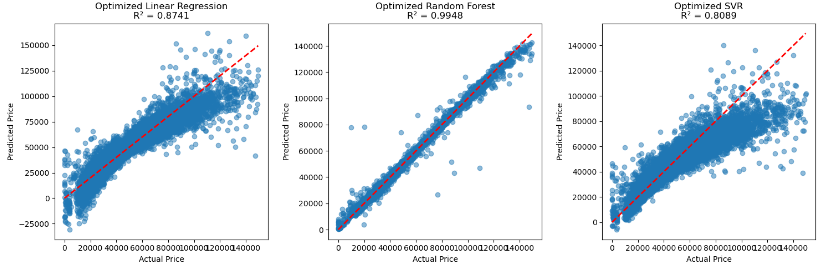 Optimized Linear Regression
R² = 0.8741
150000
125000
100000
75000
50000
25000
0
−25000
Predicted Price
0 20000 40000 60000 80000 100000 120000 140000
Actual Price
Optimized Random Forest
R² = 0.9948
140000
120000
100000
80000
60000
40000
20000
0
Predicted Price
0 20000 40000 60000 80000 100000 120000 140000
Actual Price
Optimized SVR
R² = 0.8089
140000
120000
100000
80000
60000
40000
20000
0
Predicted Price
0 20000 40000 60000 80000 100000 120000 140000
Actual Price